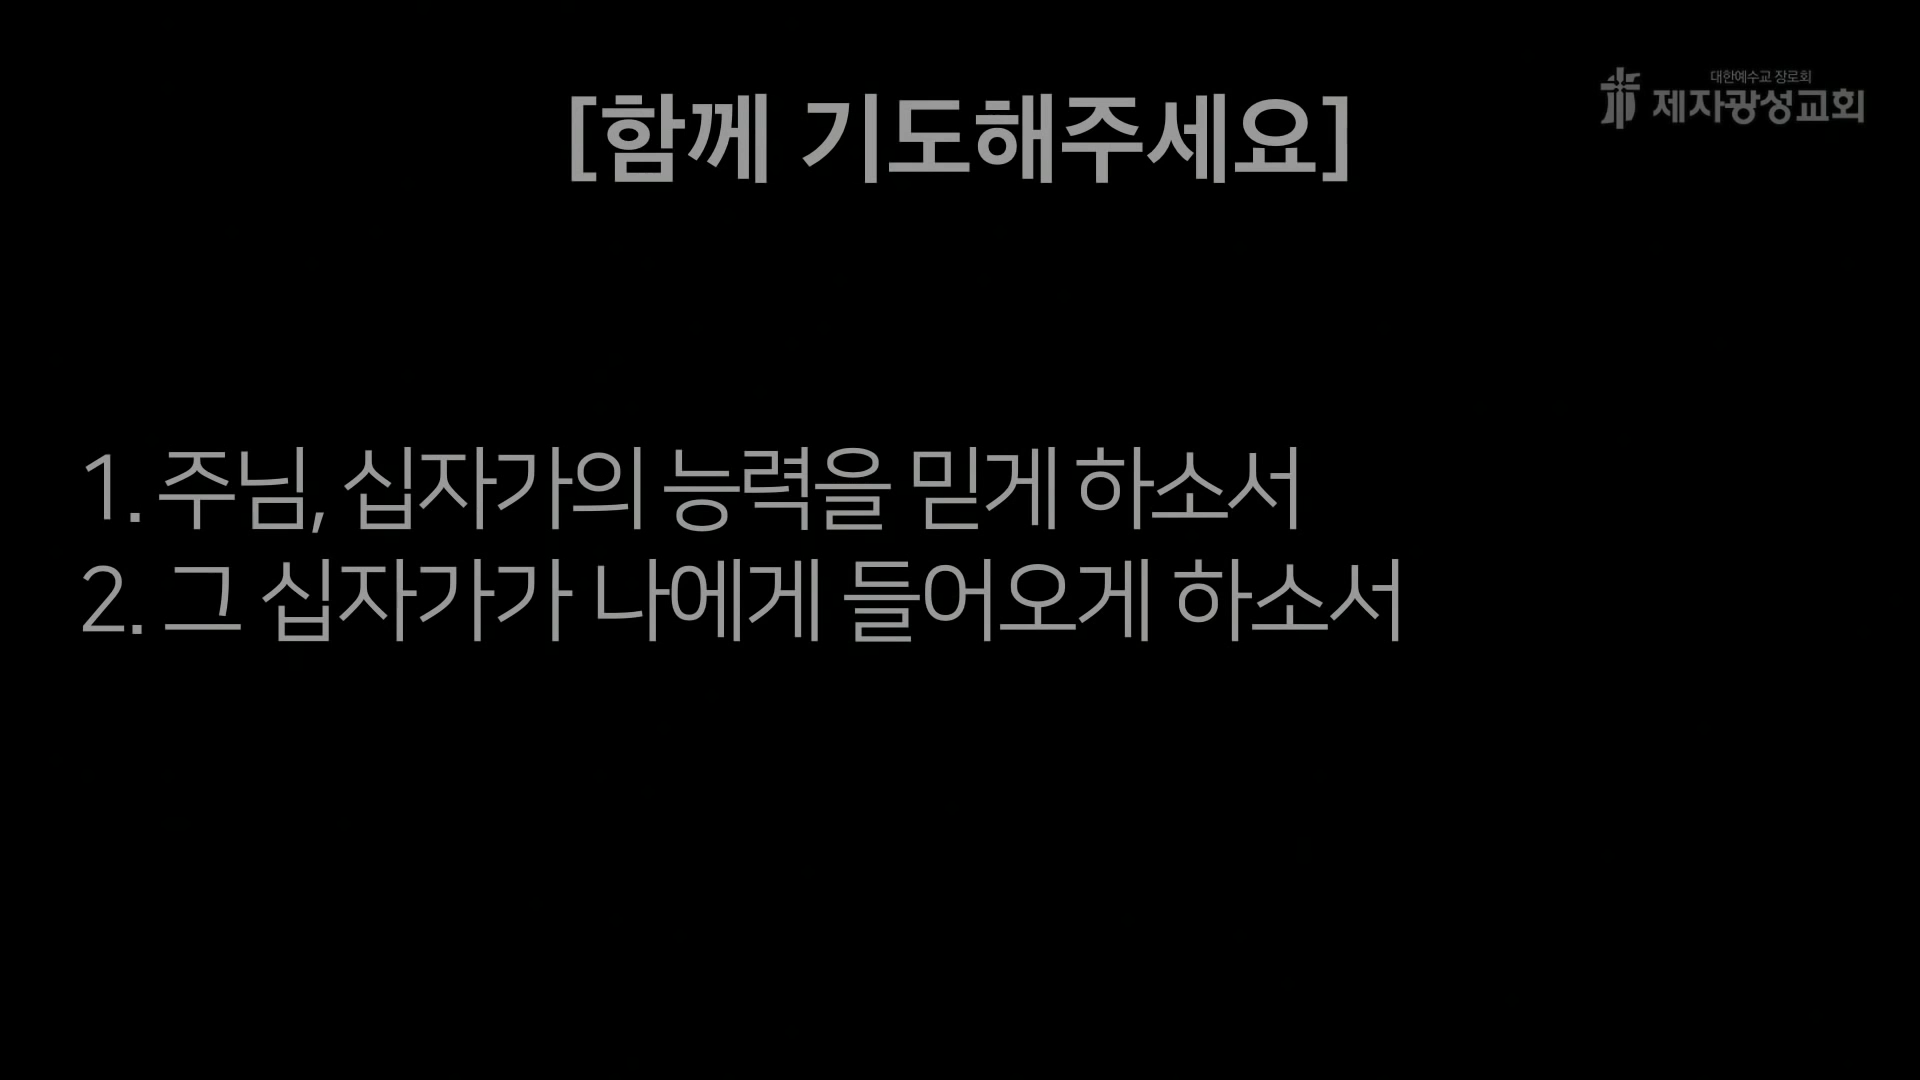 대한예수교 장로회
제자광성교회
[함께 기도해주세요]
1. 주님, 십자가의 능력을 믿게 하소서
2. 그 십자가가 나에게 들어오게 하소서